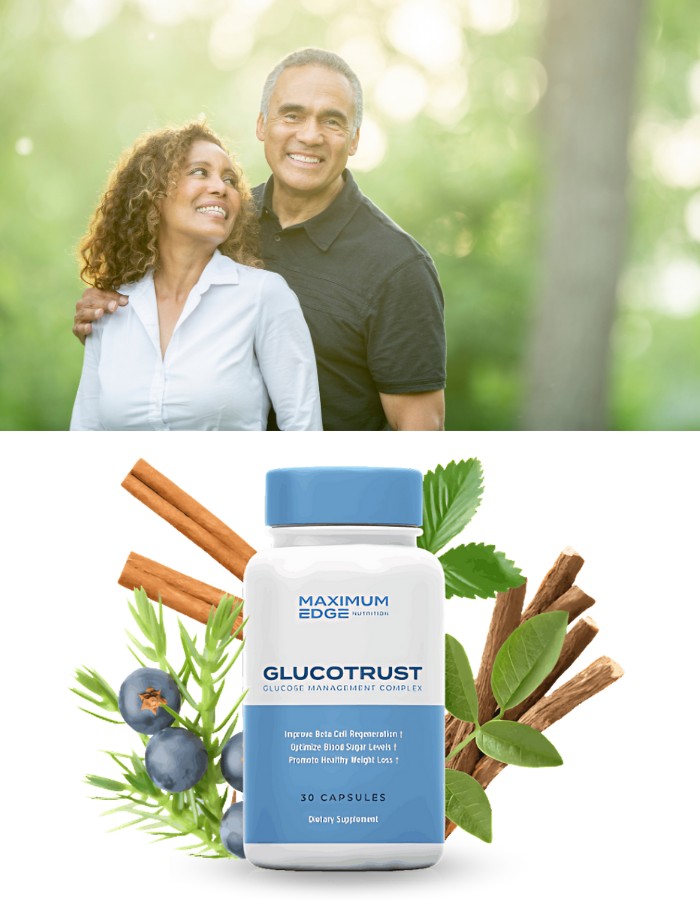 MAXIMUM
EDGE NUTRITION
GLUCOTRUST
GLUCOSE MANAGEMENT COMPLEX
Improve Beta Cell Regeneration †
Optimize Blood Sugar Levels †
Promote Healthy Weight Loss †
30 CAPSULES
Dietary Supplement